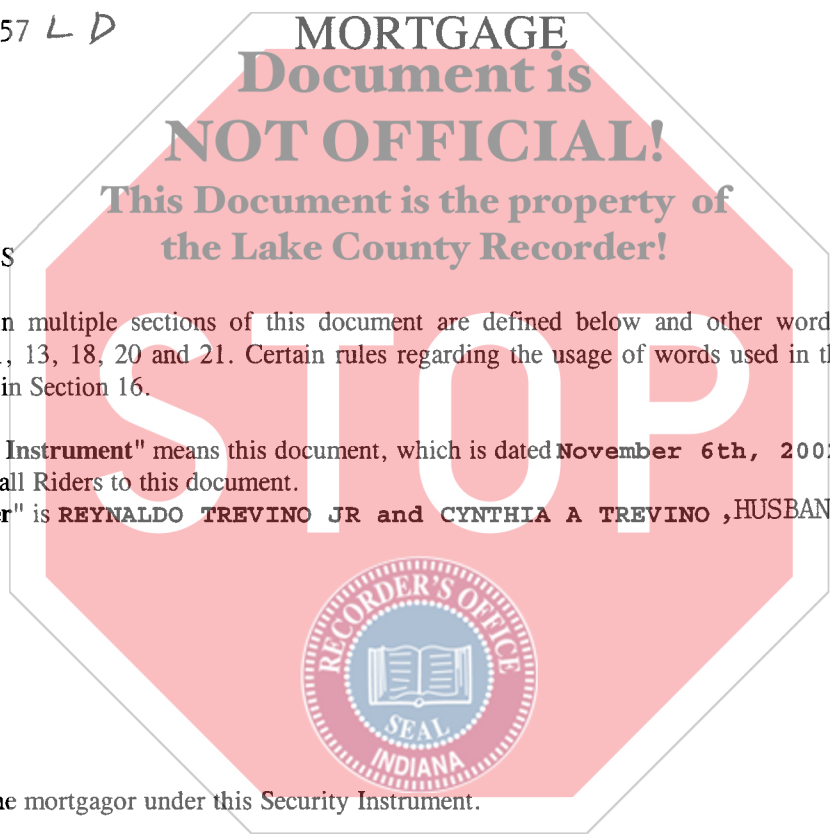 57 L D
MORTGAGE
Document is
NOT OFFICIAL!
This Document is the property of
the Lake County Recorder!
S
n multiple sections of this document are defined below and other word
, 13, 18, 20 and 21. Certain rules regarding the usage of words used in th
in Section 16.
Instrument" means this document, which is dated November 6th, 200
all Riders to this document.
r" is REYNALDO TREVINO JR and CYNTHIA A TREVINO ,HUSBAN
STOP
RECORDER'S OFFICE
SEAL
INDIANA
ne mortgagor under this Security Instrument.